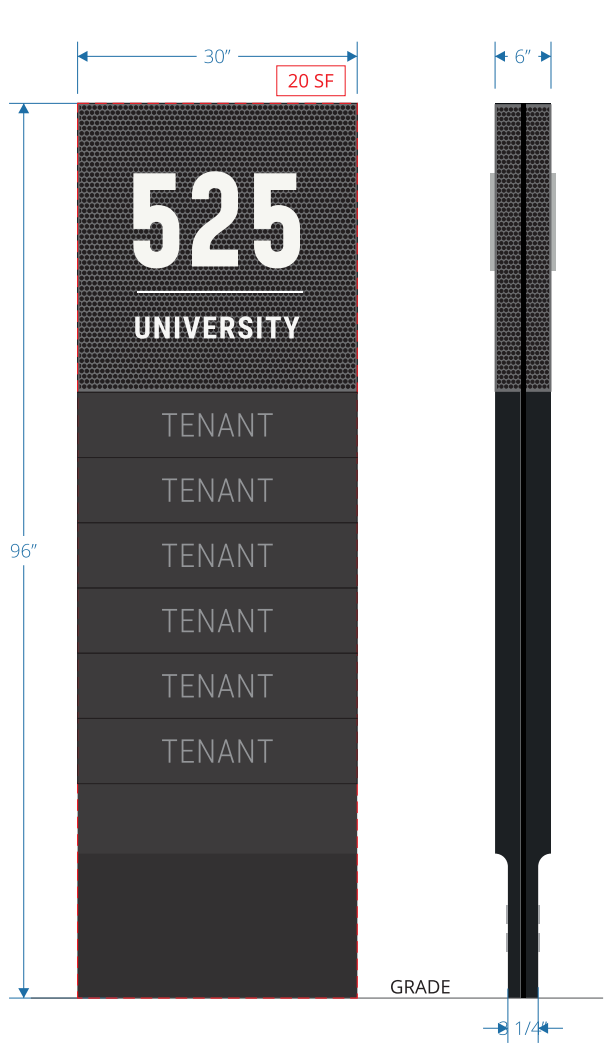 30”
6”
20 SF
525
UNIVERSITY
TENANT
TENANT
TENANT
96”
TENANT
TENANT
TENANT
GRADE
1/4”